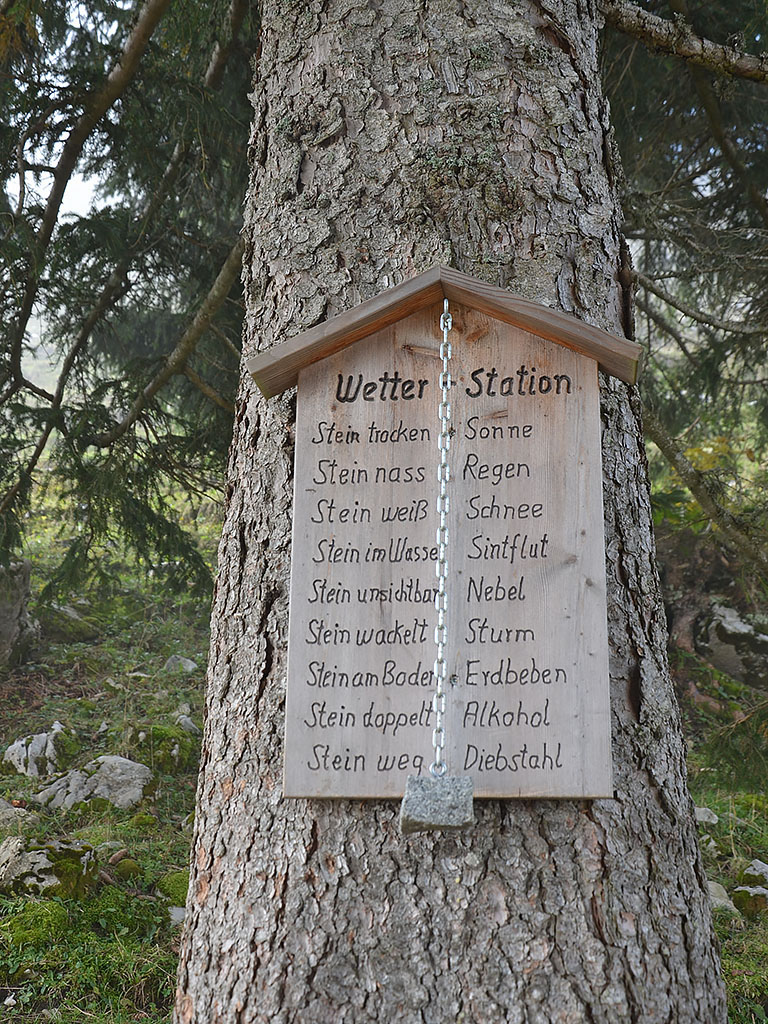 Wetter - Station
Stein trocken - Sonne
Stein nass Regen
Stein weiß Schnee
Stein im Wasser Sintflut
Stein unsichtbar Nebel
Stein wackelt Sturm
Stein am Boden - Erdbeben
Stein doppelt Alkohol
Stein weg Diebstahl